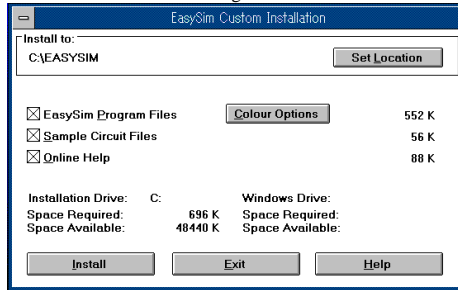 EasySim Custom Installation
Install to:
C:\EASYSIM
Set Location
EasySim Program Files
Colour Options
552 K
Sample Circuit Files
56 K
Online Help
88 K
Installation Drive: C:
Windows Drive:
Space Required: 696 K
Space Required:
Space Available: 48440 K
Space Available:
Install
Exit
Help